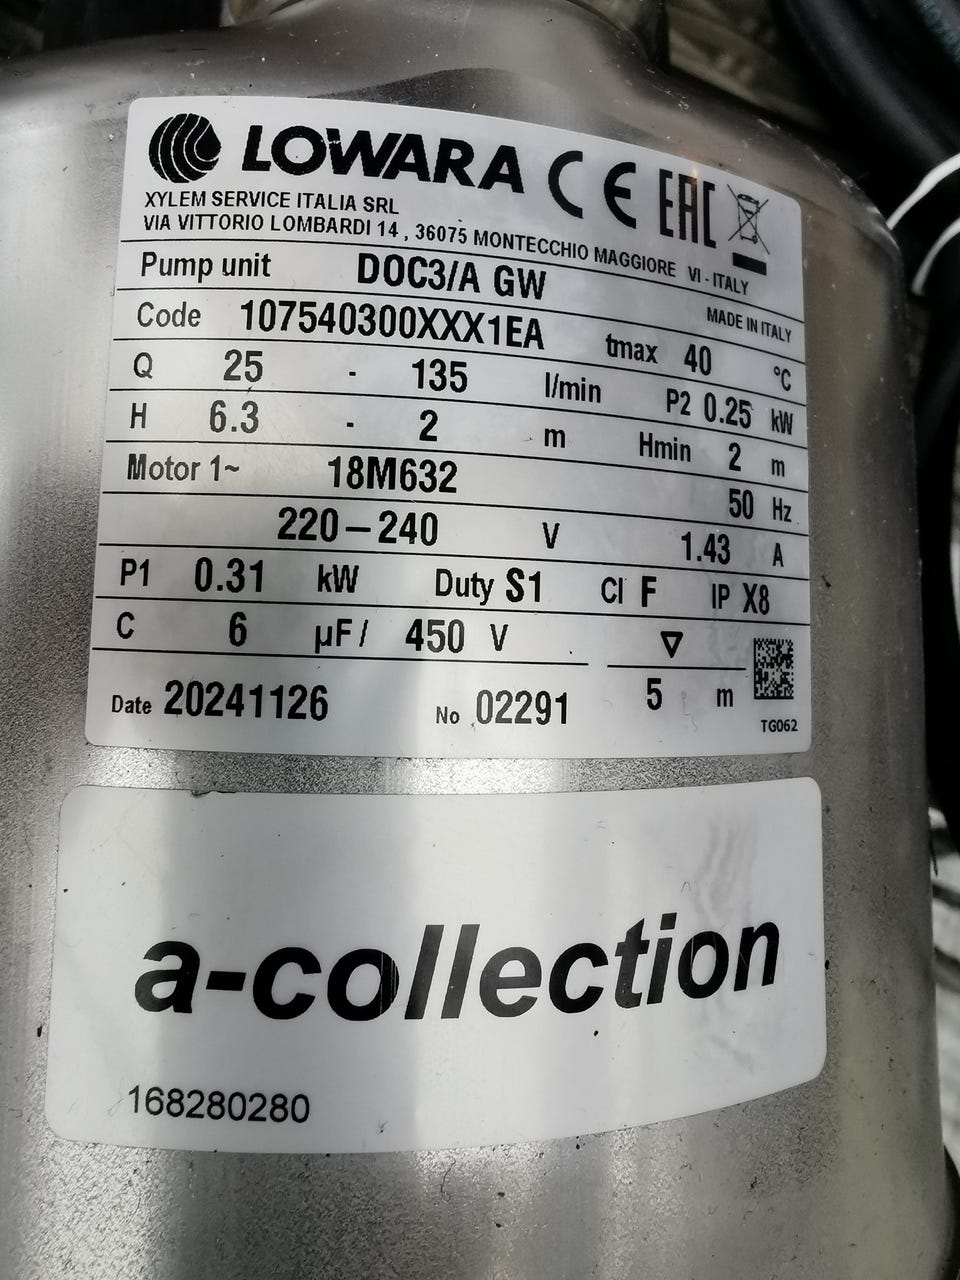 LOWARA CE EAC
XYLEM SERVICE ITALIA SRL
VIA VITTORIO LOMBARDI 14 , 36075 MONTECCHIO MAGGIORE VI - ITALY
Pump unit DOC3/A GW MADE IN ITALY
Code 107540300XXX1EA tmax 40 °C
Q 25 - 135 l/min P2 0.25 kW
H 6.3 - 2 m Hmin 2 m
Motor 1~ 18M632 50 Hz
220-240 V 1.43 A
P1 0.31 kW Duty S1 Cl F IP X8
C 6 µF/ 450 V
Date 20241126 No 02291 5 m
TG062
a-collection
168280280